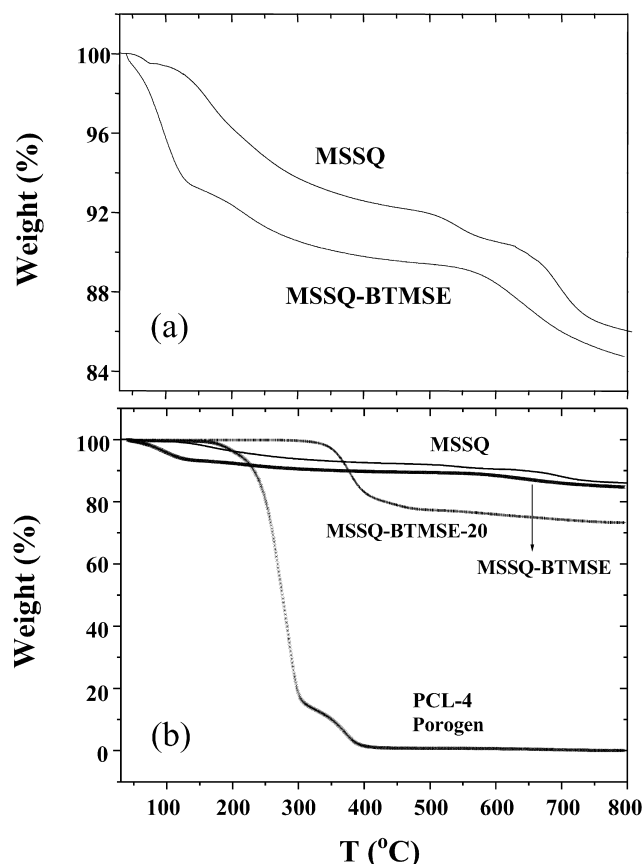 100
96
92
88
84
Weight (%)
MSSQ
MSSQ-BTMSE
(a)
100
80
60
40
20
0
Weight (%)
MSSQ
MSSQ-BTMSE-20
MSSQ-BTMSE
PCL-4
Porogen
(b)
100 200 300 400 500 600 700 800
T (°C)